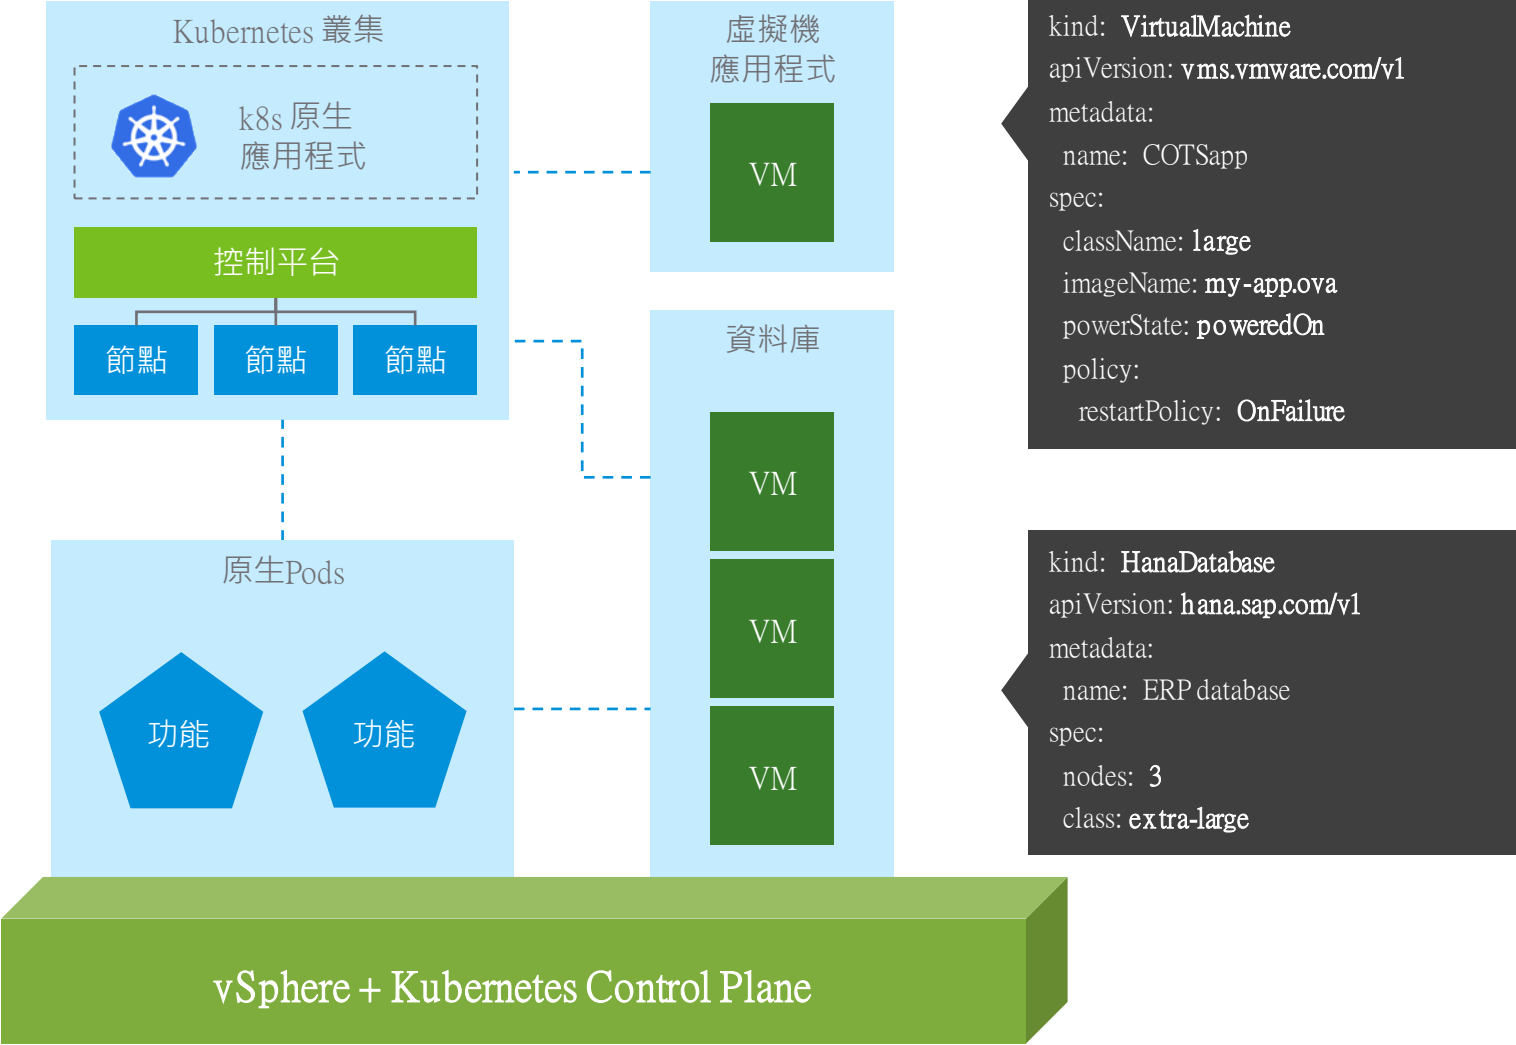 Kubernetes 叢集
k8s 原生
應用程式
控制平台
節點
節點
節點
原生Pods
功能
功能
虛擬機
應用程式
VM
資料庫
VM
VM
VM
kind: VirtualMachine
apiVersion: vms.vmware.com/v1
metadata:
name: COTSapp
spec:
className: large
imageName: my-app.ova
powerState: poweredOn
policy:
restartPolicy: OnFailure
kind: HanaDatabase
apiVersion: hana.sap.com/v1
metadata:
name: ERP database
spec:
nodes: 3
class: extra-large
vSphere + Kubernetes Control Plane